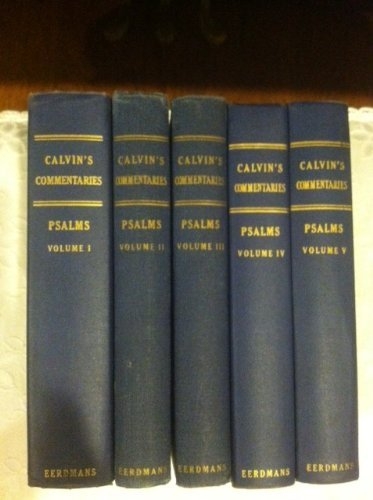 CALVIN'S
COMMENTARIES
PSALMS
VOLUME I
EERDMANS
CALVIN'S
COMMENTARIES
PSALMS
VOLUME II
EERDMANS
CALVIN'S
COMMENTARIES
PSALMS
VOLUME III
EERDMANS
CALVIN'S
COMMENTARIES
PSALMS
VOLUME IV
EERDMANS
CALVIN'S
COMMENTARIES
PSALMS
VOLUME V
EERDMANS